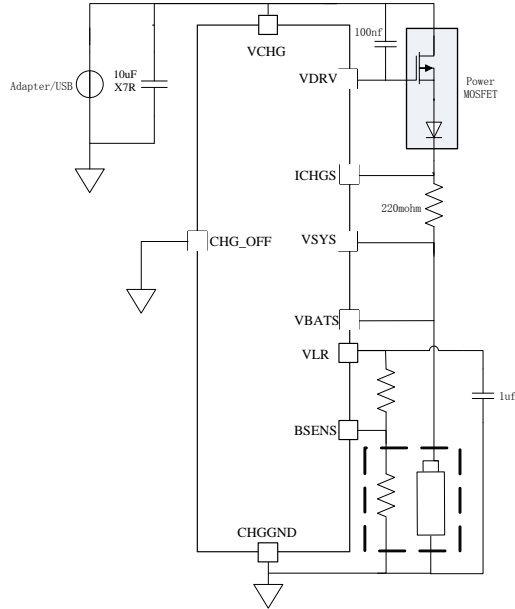 VCHG
100nf
VDRV
Adapter/USB
10uF
X7R
Power
MOSFET
ICHGS
220mohm
VSYS
CHG_OFF
VBATS
VLR
1uf
BSENS
CHGGND